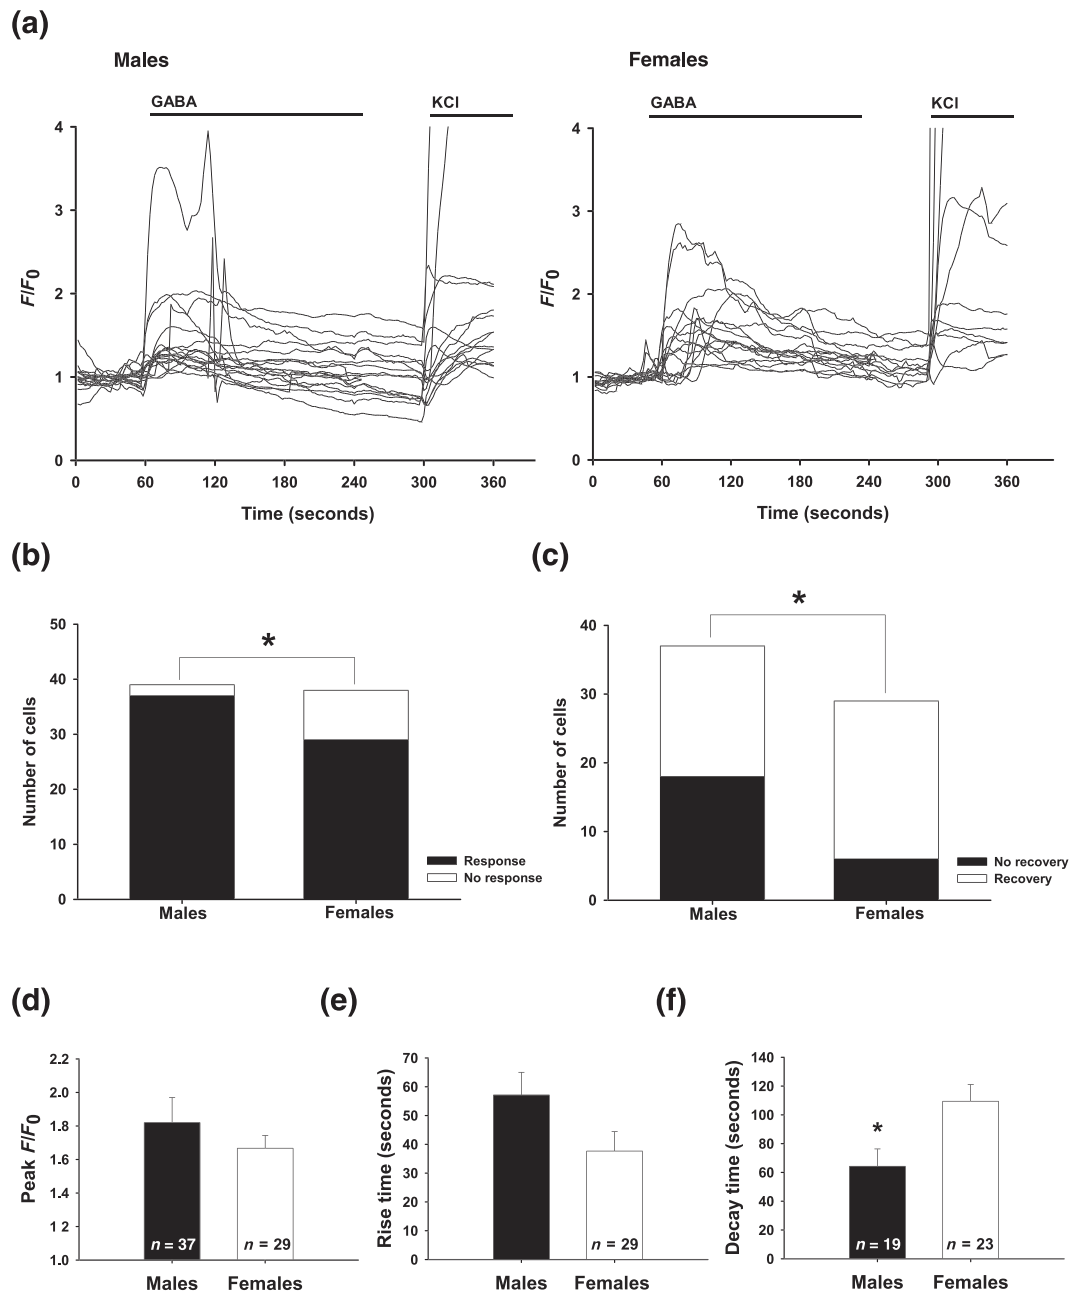 (a)
Males
Females
GABA
KCl
GABA
KCl
4
3
2
1
0
F/F0
0 60 120 180 240 300 360
Time (seconds)
4
3
2
1
0
F/F0
0 60 120 180 240 300 360
Time (seconds)
(b)
(c)
50
40
30
20
10
0
Number of cells
*
Response
No response
Males Females
40
30
20
10
0
Number of cells
*
No recovery
Recovery
Males Females
(d)
(e)
(f)
2.2
2.0
1.8
1.6
1.4
1 2
1.0
Peak F/F0
n = 37
n = 29
Males Females
70
60
50
40
30
20
10
0
Rise time (seconds)
n = 29
Males Females
140
120
100
80
60
40
20
0
Decay time (seconds)
*
n = 19
n = 23
Males Females